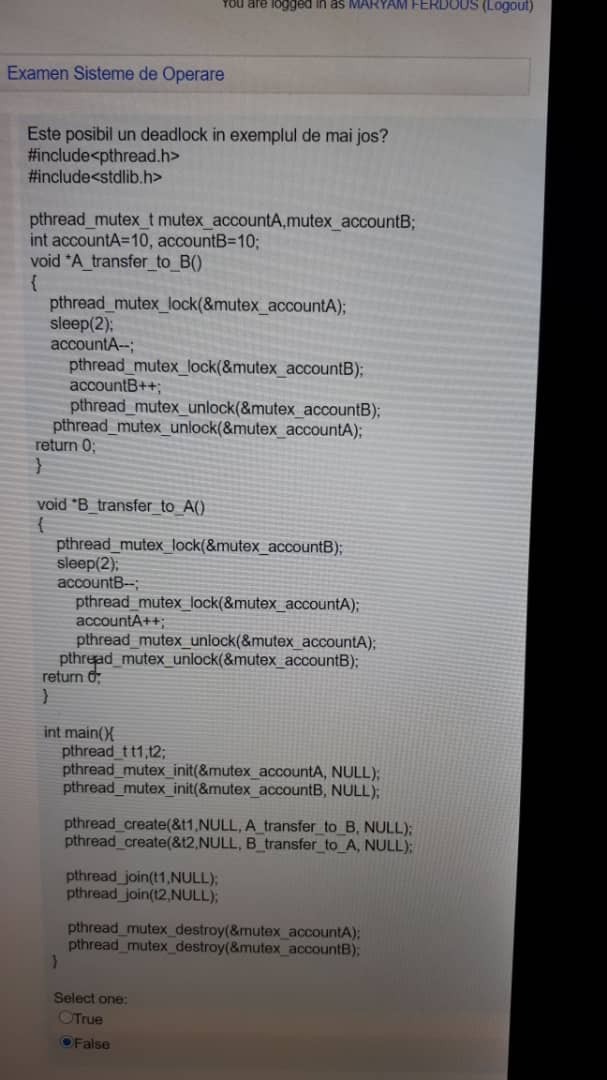 You are logged in as MARYAM FERDOUS (Logout)
Examen Sisteme de Operare
Este posibil un deadlock in exemplul de mai jos?
#include<pthread.h>
#include<stdlib.h>
pthread_mutex_t mutex_accountA,mutex_accountB;
int accountA=10, accountB=10;
void *A_transfer_to_B()
{
pthread_mutex_lock(&mutex_accountA);
sleep(2);
accountA--;
pthread_mutex_lock(&mutex_accountB);
accountB++;
pthread_mutex_unlock(&mutex_accountB);
pthread_mutex_unlock(&mutex_accountA);
return 0;
}
void *B_transfer_to_A()
{
pthread_mutex_lock(&mutex_accountB);
sleep(2);
accountB--;
pthread_mutex_lock(&mutex_accountA);
accountA++;
pthread_mutex_unlock(&mutex_accountA);
pthread_mutex_unlock(&mutex_accountB);
return 0;
}
int main(){
pthread_t t1,t2;
pthread_mutex_init(&mutex_accountA, NULL);
pthread_mutex_init(&mutex_accountB, NULL);
pthread_create(&t1,NULL, A_transfer_to_B, NULL);
pthread_create(&t2,NULL, B_transfer_to_A, NULL);
pthread_join(t1,NULL);
pthread_join(t2,NULL);
pthread_mutex_destroy(&mutex_accountA);
pthread_mutex_destroy(&mutex_accountB);
}
Select one:
True
False